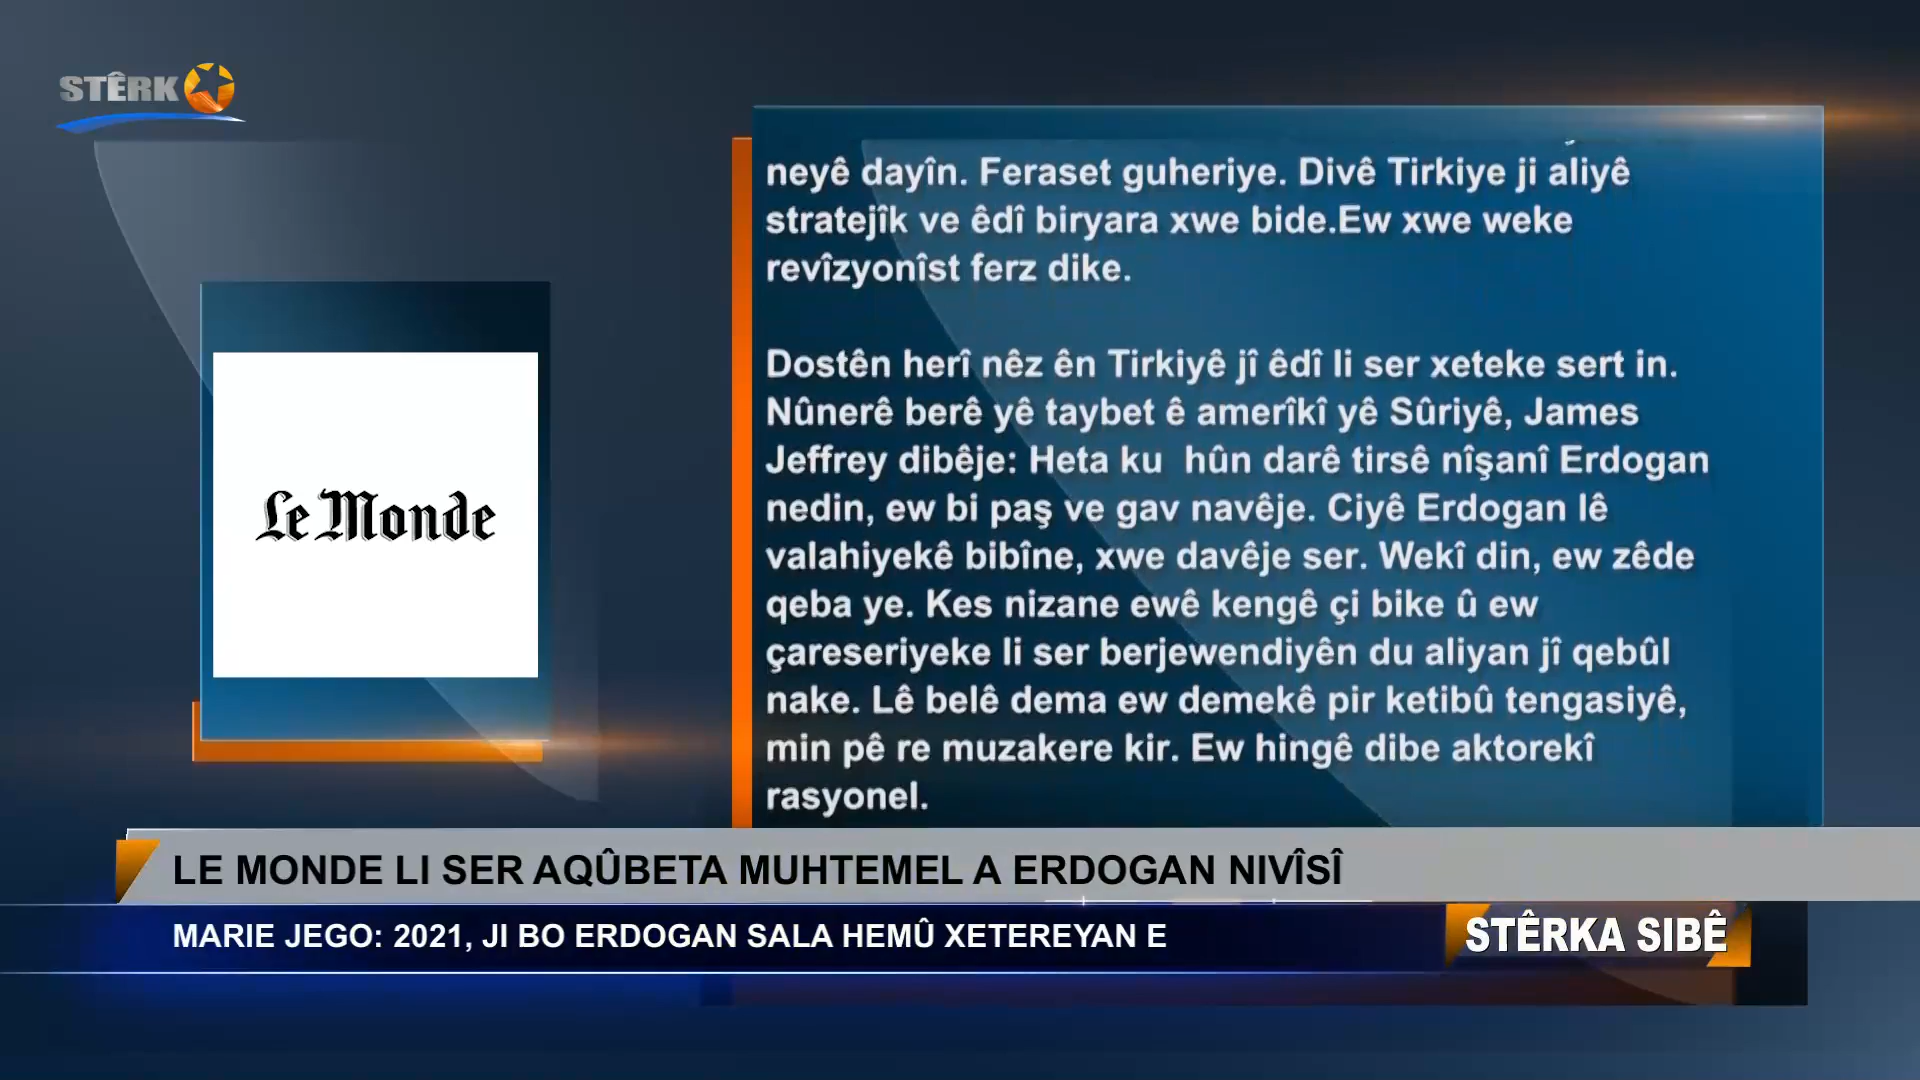 STÊRK
neyê dayîn. Feraset guheriye. Divê Tirkiye ji aliyê
stratejîk ve êdî biryara xwe bide.Ew xwe weke
revîzyonîst ferz dike.
Dostên herî nêz ên Tirkiyê jî êdî li ser xeteke sert in.
Nûnerê berê yê taybet ê amerîkî yê Sûriyê, James
Jeffrey dibêje: Heta ku  hûn darê tirsê nîşanî Erdogan
nedin, ew bi paş ve gav navêje. Ciyê Erdogan lê
valahiyekê bibîne, xwe davêje ser. Wekî din, ew zêde
qeba ye. Kes nizane ewê kengê çi bike û ew
çareseriyeke li ser berjewendiyên du aliyan jî qebûl
nake. Lê belê dema ew demekê pir ketibû tengasiyê,
min pê re muzakere kir. Ew hingê dibe aktorekî
rasyonel.
Le Monde
LE MONDE LI SER AQÛBETA MUHTEMEL A ERDOGAN NIVÎSÎ
MARIE JEGO: 2021, JI BO ERDOGAN SALA HEMÛ XETEREYAN E
STÊRKA SIBÊ